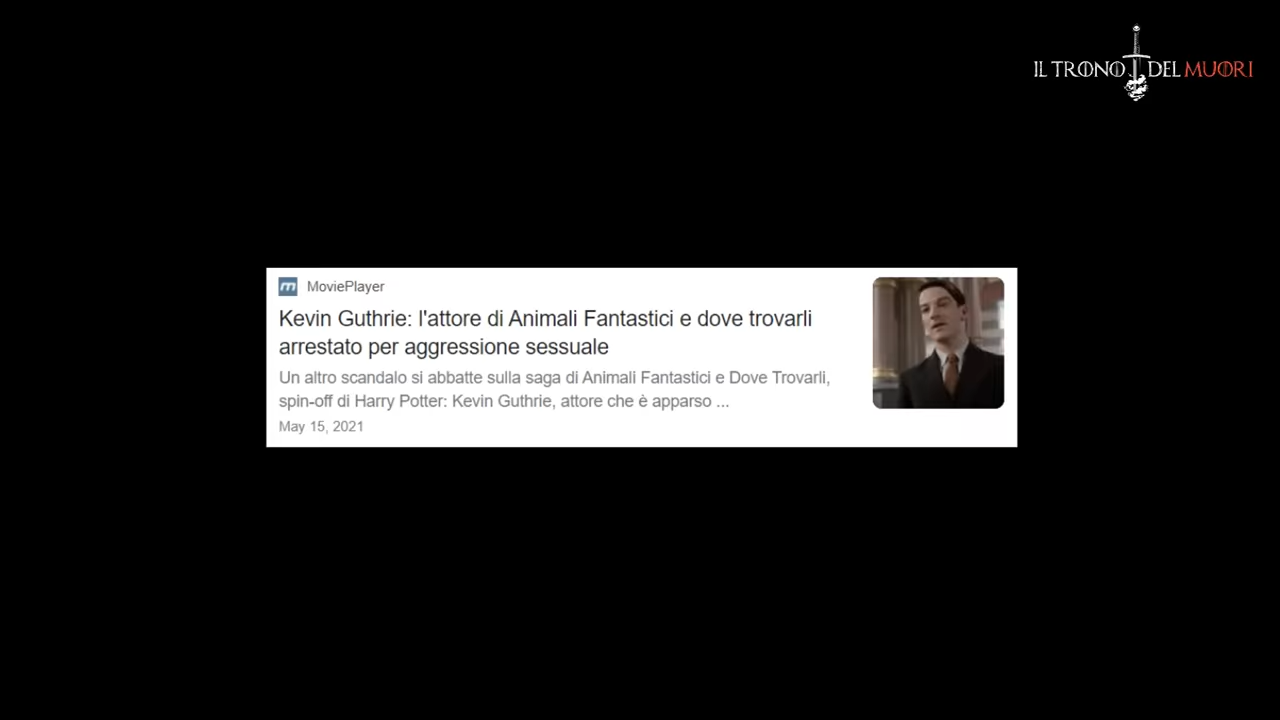 IL TRONO DEL MUORI
MoviePlayer
Kevin Guthrie: l'attore di Animali Fantastici e dove trovarli
arrestato per aggressione sessuale
Un altro scandalo si abbatte sulla saga di Animali Fantastici e Dove Trovarli,
spin-off di Harry Potter: Kevin Guthrie, attore che è apparso ...
May 15, 2021